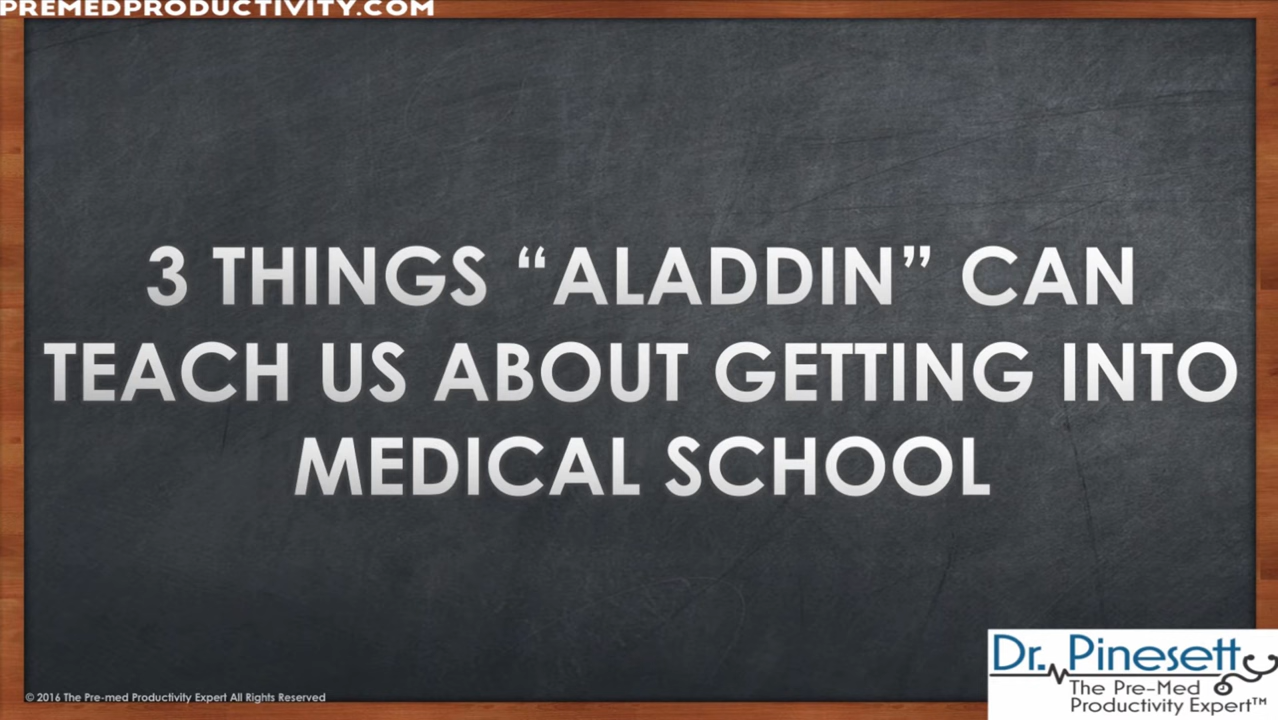 PREMEDPRODUCTIVITY.COM
3 THINGS “ALADDIN” CAN
TEACH US ABOUT GETTING INTO
MEDICAL SCHOOL
© 2016 The Pre-med Productivity Expert All Rights Reserved
Dr. Pinesett
The Pre-Med
Productivity Expert™